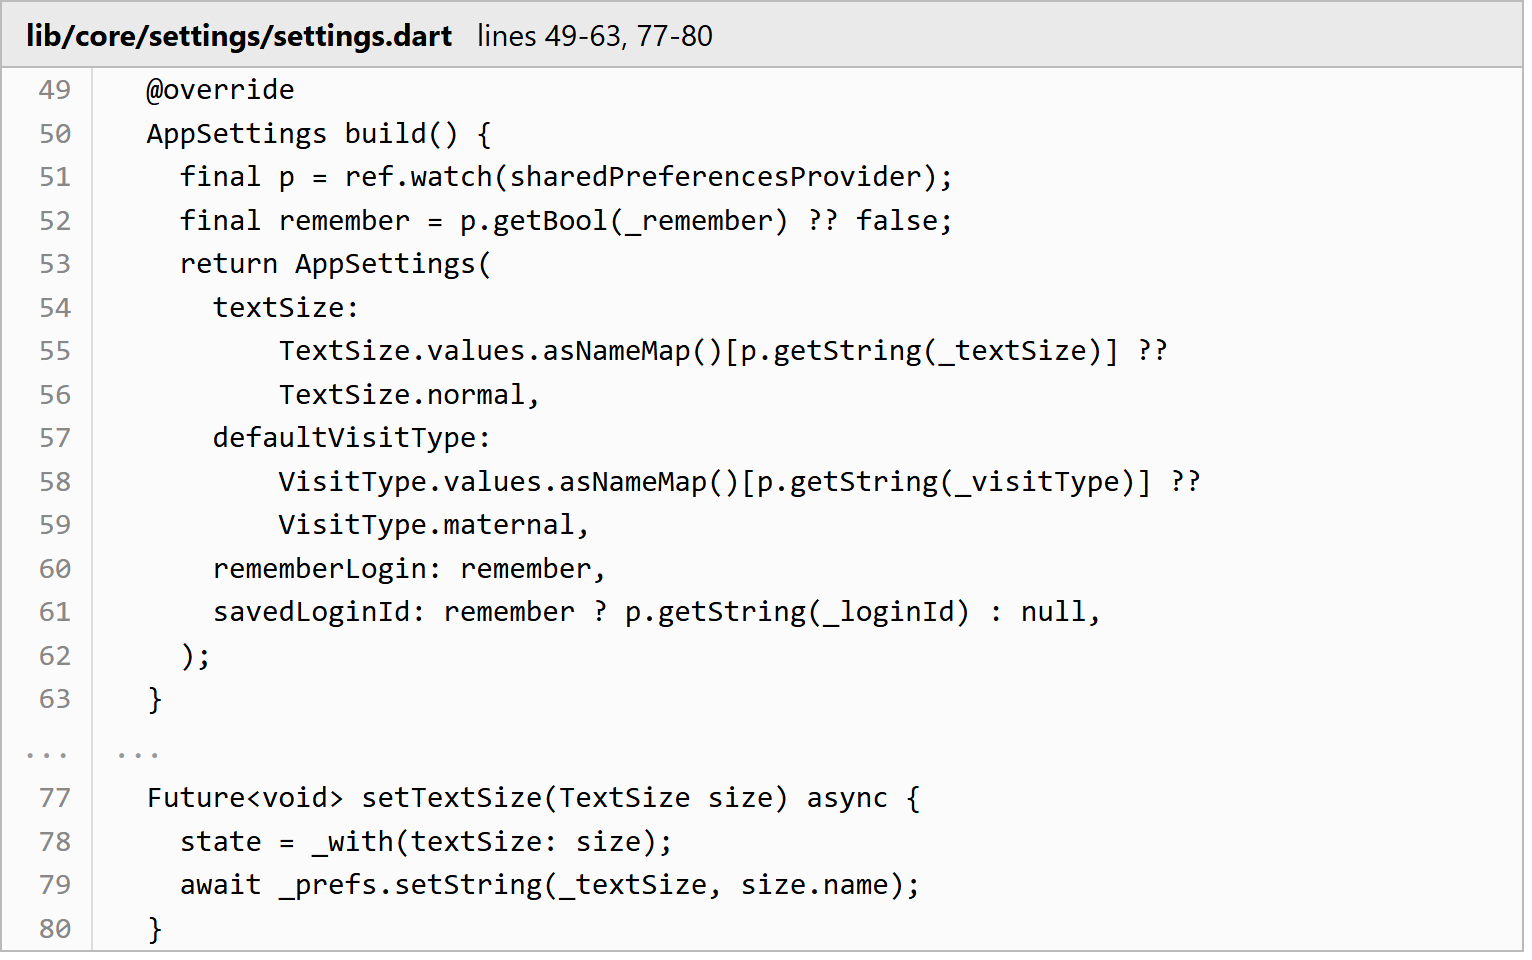 lib/core/settings/settings.dart lines 49-63, 77-80
49 @override
50 AppSettings build() {
51 final p = ref.watch(sharedPreferencesProvider);
52 final remember = p.getBool(_remember) ?? false;
53 return AppSettings(
54 textSize:
55 TextSize.values.asNameMap()[p.getString(_textSize)] ??
56 TextSize.normal,
57 defaultVisitType:
58 VisitType.values.asNameMap()[p.getString(_visitType)] ??
59 VisitType.maternal,
60 rememberLogin: remember,
61 savedLoginId: remember ? p.getString(_loginId) : null,
62 );
63 }
... ...
77 Future<void> setTextSize(TextSize size) async {
78 state = _with(textSize: size);
79 await _prefs.setString(_textSize, size.name);
80 }